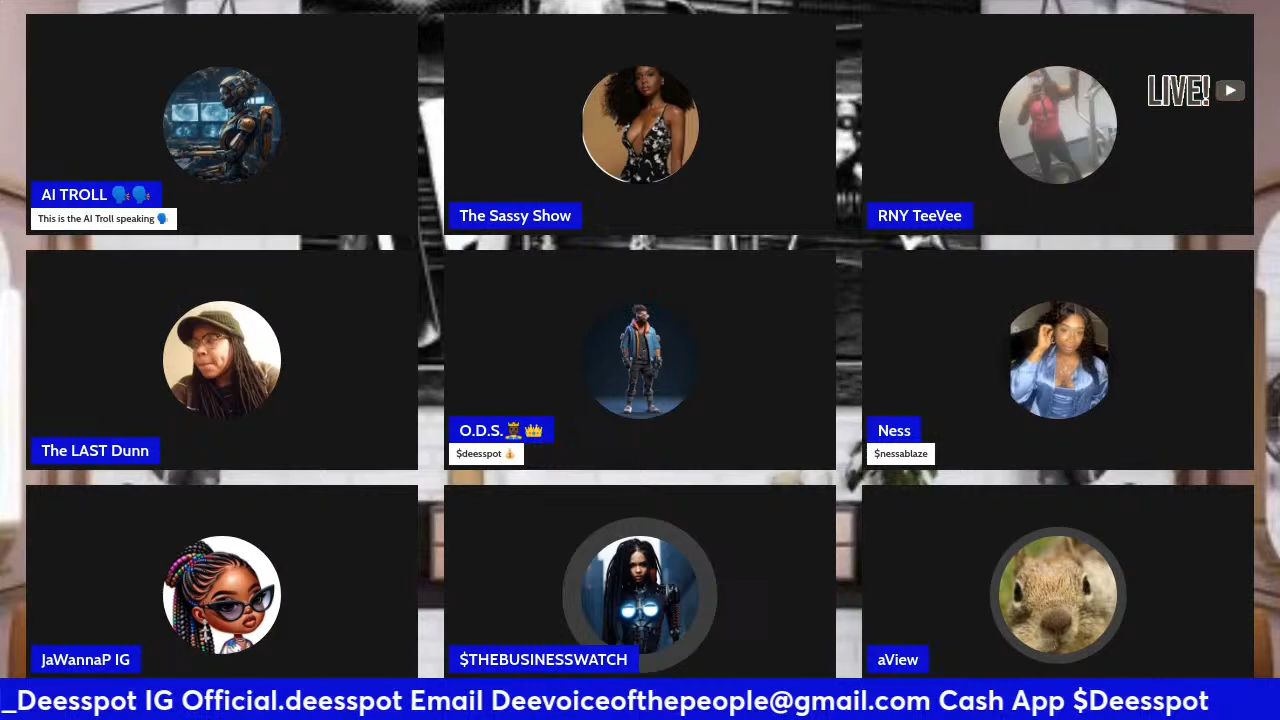 LIVE!
AI TROLL 🗣️🗣️
This is the AI Troll speaking 🗣️
The Sassy Show
RNY TeeVee
The LAST Dunn
O.D.S.🤴🏿👑
$deesspot 👍🏾
Ness
$nessablaze
JaWannaP IG
$THEBUSINESSWATCH
aView
_Deesspot IG Official.deesspot Email Deevoiceofthepeople@gmail.com Cash App $Deesspot